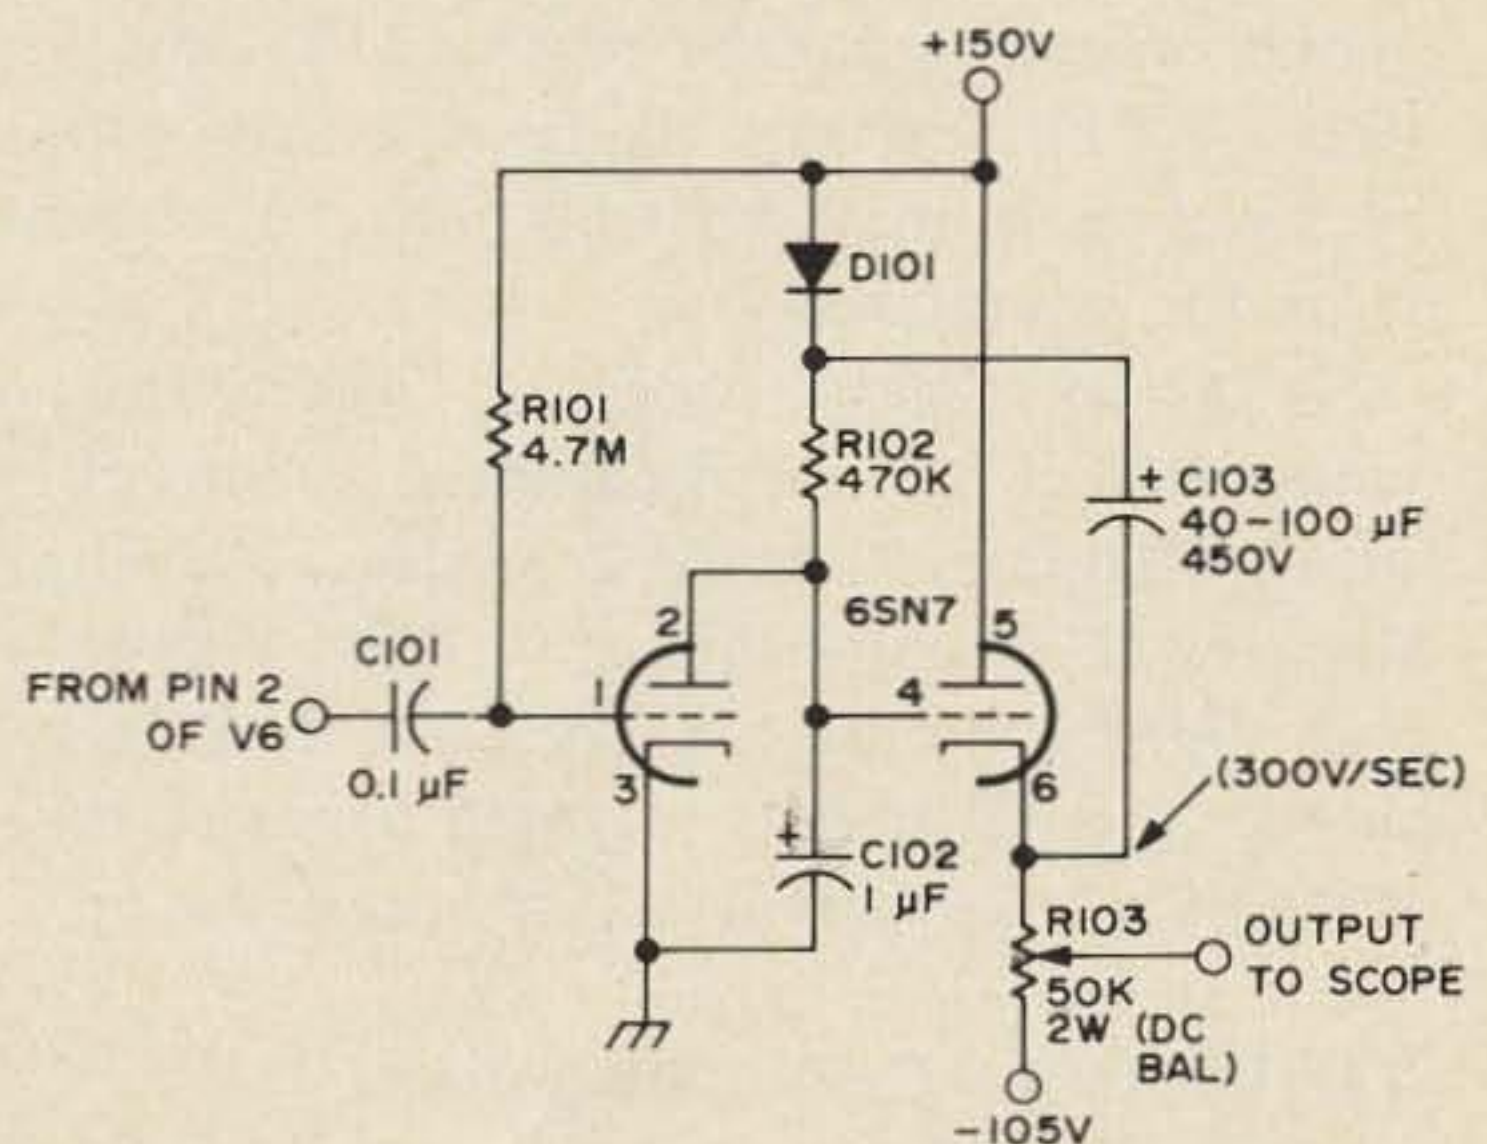 +150V
D101
R101
4.7M
R102
470K
+ C103
40-100 µF
450V
6SN7
2
5
C101
FROM PIN 2
OF V6
1
4
0.1 µF
3
6
(300V/SEC)
+
C102
1 µF
R103
50K
2W (DC
BAL)
OUTPUT
TO SCOPE
-105V